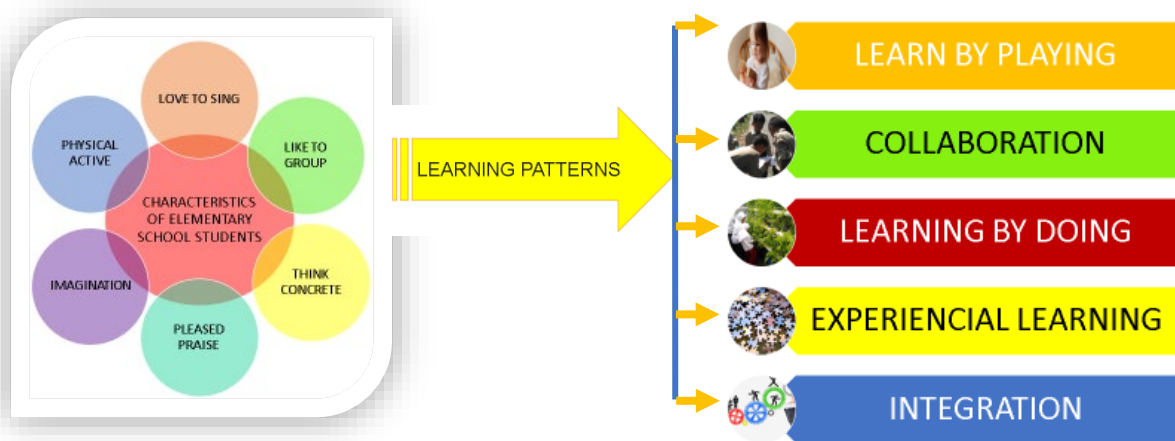 LOVE TO SING
PHYSICAL
ACTIVE
LIKE TO
GROUP
CHARACTERISTICS
OF ELEMENTARY
SCHOOL STUDENTS
IMAGINATION
THINK
CONCRETE
PLEASED
PRAISE
LEARNING PATTERNS
LEARN BY PLAYING
COLLABORATION
LEARNING BY DOING
EXPERIENCIAL LEARNING
INTEGRATION